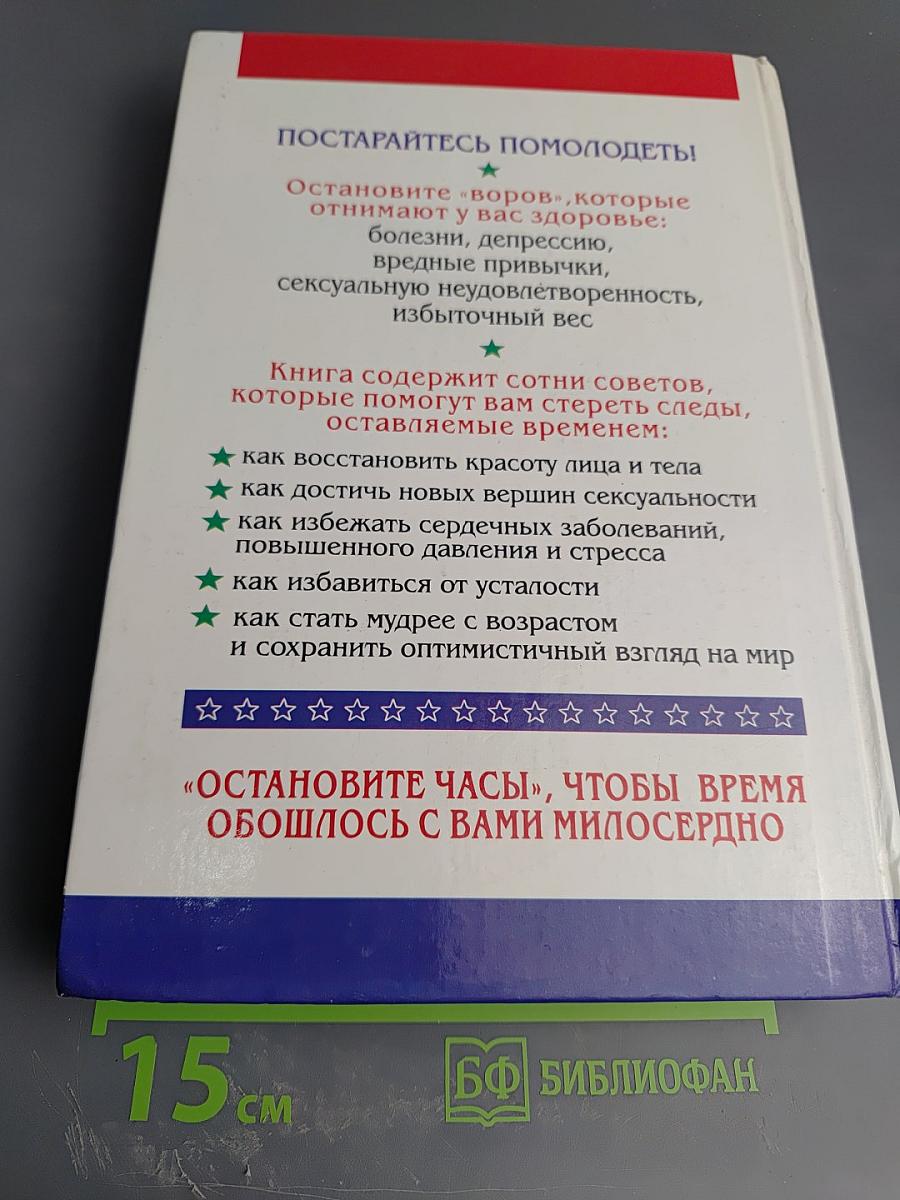 ПОСТАРАЙТЕСЬ ПОМОЛОДЕТЬ!
Остановите «воров»,которые
отнимают у вас здоровье:
болезни, депрессию,
вредные привычки,
сексуальную неудовлетворенность,
избыточный вес
Книга содержит сотни советов,
которые помогут вам стереть следы,
оставляемые временем:
как восстановить красоту лица и тела
как достичь новых вершин сексуальности
как избежать сердечных заболеваний,
повышенного давления и стресса
как избавиться от усталости
как стать мудрее с возрастом
и сохранить оптимистичный взгляд на мир
«ОСТАНОВИТЕ ЧАСЫ», ЧТОБЫ ВРЕМЯ
ОБОШЛОСЬ С ВАМИ МИЛОСЕРДНО
15 см
БФ БИБЛИОФАН